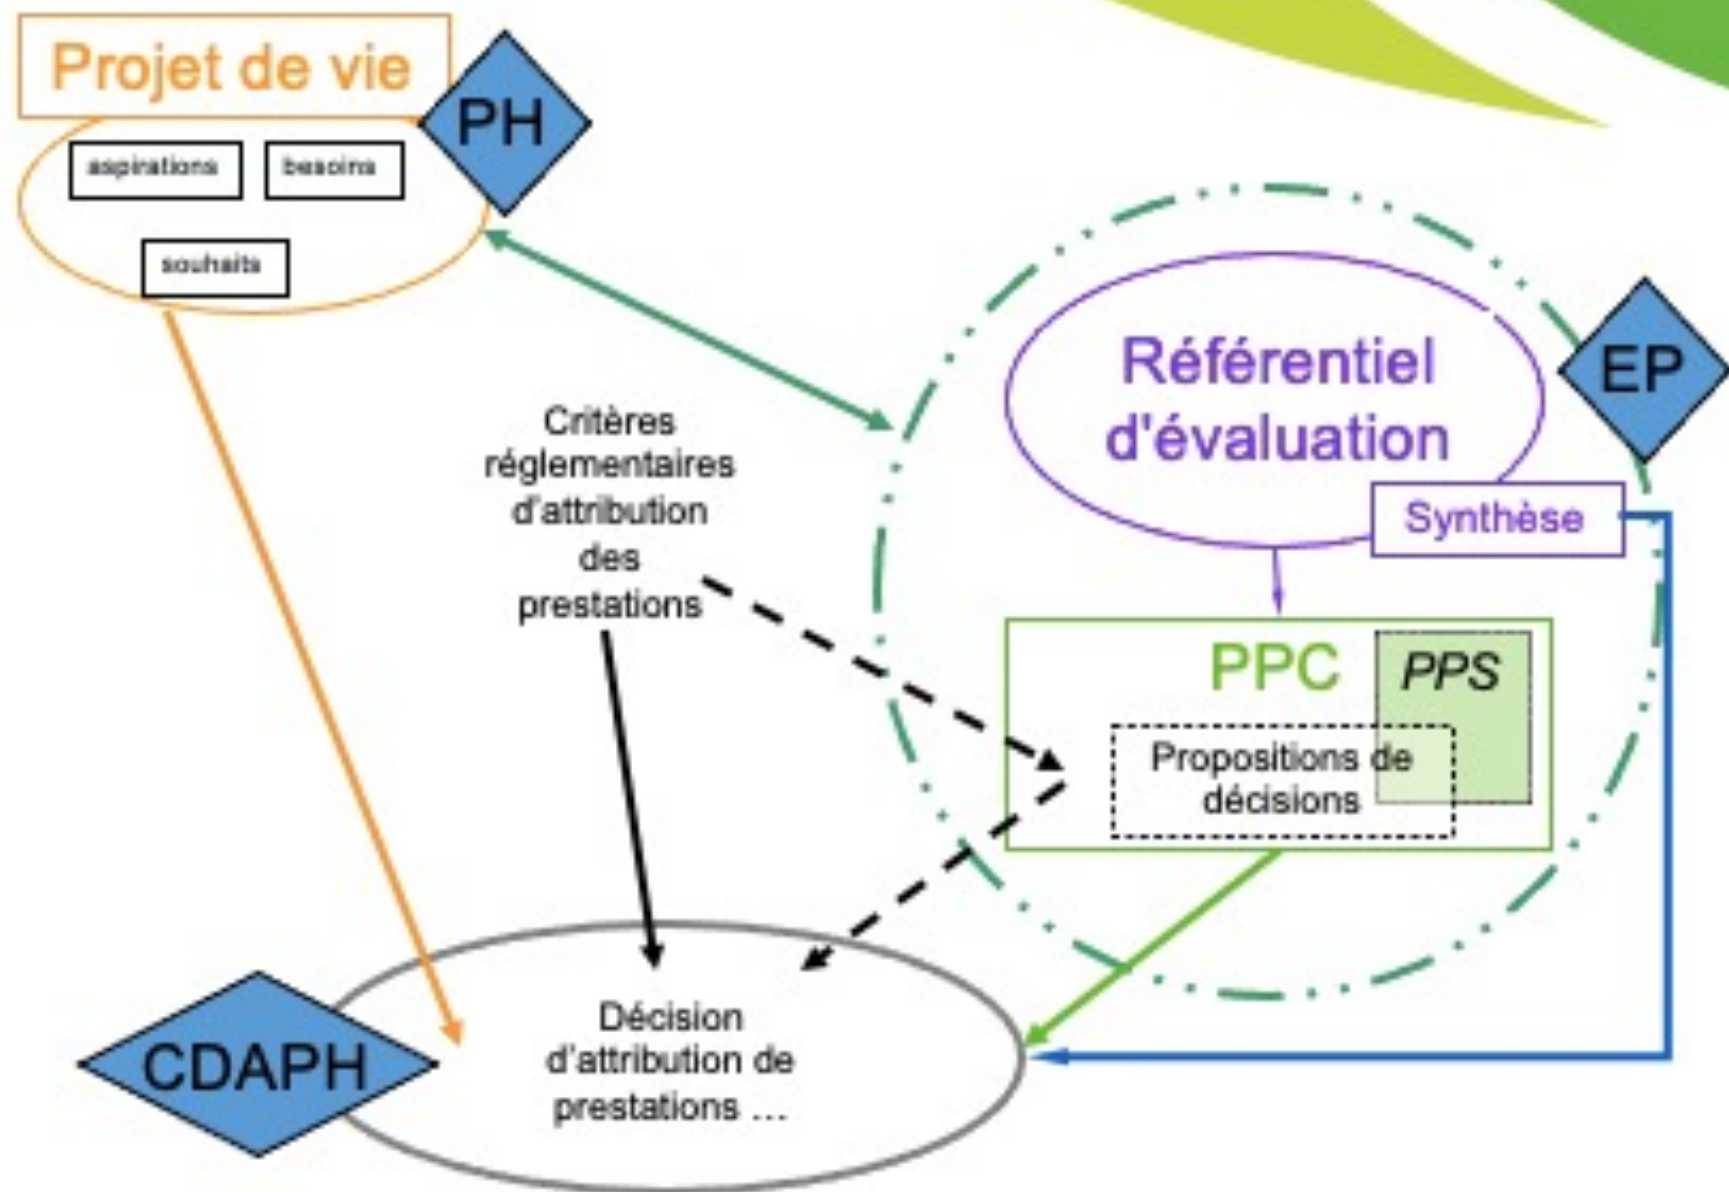 Projet de vie
PH
aspirations
besoins
souhaits
Critères
réglementaires
d'attribution
des
prestations
Référentiel
d'évaluation
EP
Synthèse
PPC
PPS
Propositions de
décisions
CDAPH
Décision
d'attribution de
prestations ...